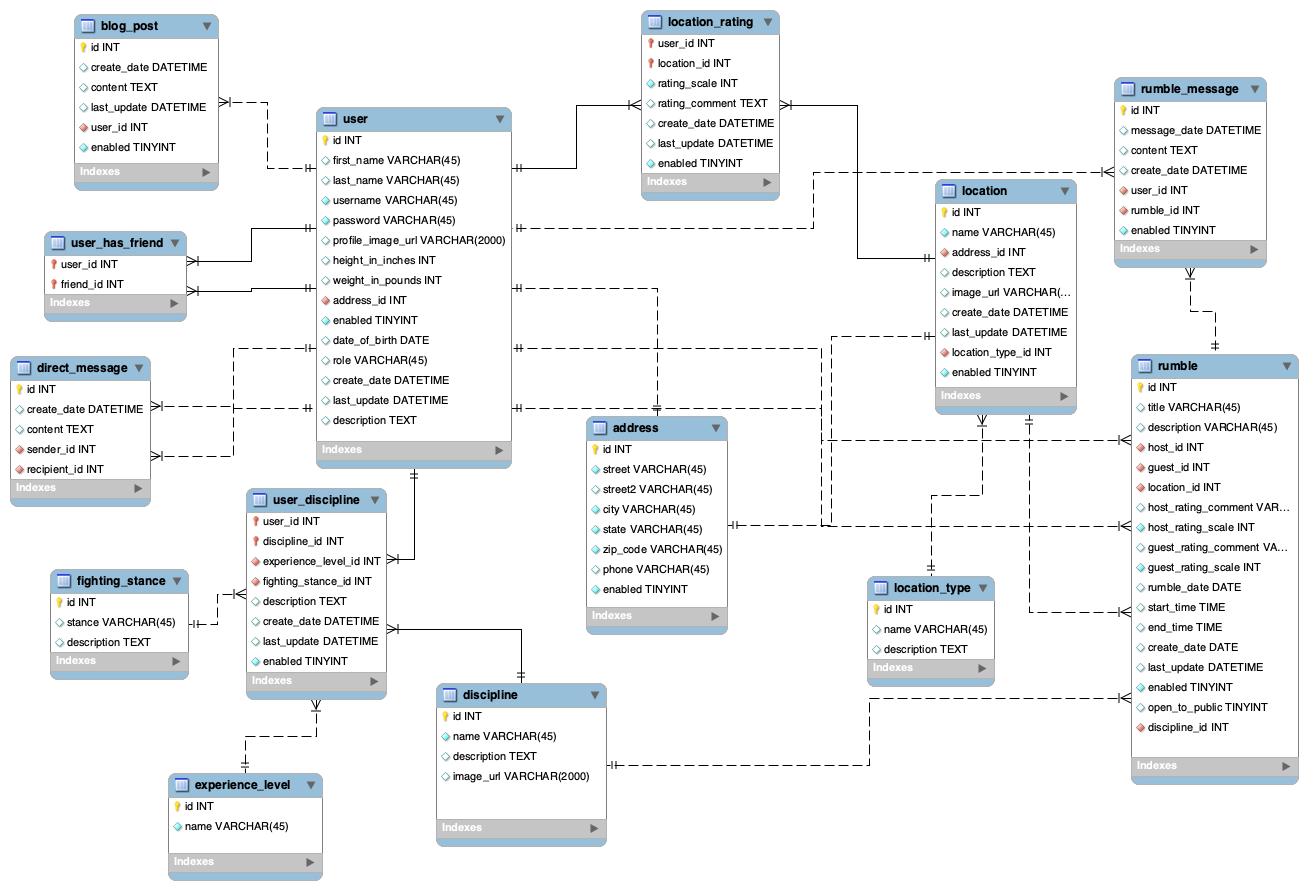 blog_post
id INT
create_date DATETIME
content TEXT
last_update DATETIME
user_id INT
enabled TINYINT
Indexes
location_rating
user_id INT
location_id INT
rating_scale INT
rating_comment TEXT
create_date DATETIME
last_update DATETIME
enabled TINYINT
Indexes
rumble_message
id INT
message_date DATETIME
content TEXT
create_date DATETIME
user_id INT
rumble_id INT
enabled TINYINT
Indexes
user
id INT
first_name VARCHAR(45)
last_name VARCHAR(45)
username VARCHAR(45)
password VARCHAR(45)
profile_image_url VARCHAR(2000)
height_in_inches INT
weight_in_pounds INT
address_id INT
enabled TINYINT
date_of_birth DATE
role VARCHAR(45)
create_date DATETIME
last_update DATETIME
description TEXT
Indexes
location
id INT
name VARCHAR(45)
address_id INT
description TEXT
image_url VARCHAR(...
create_date DATETIME
last_update DATETIME
location_type_id INT
enabled TINYINT
Indexes
user_has_friend
user_id INT
friend_id INT
Indexes
direct_message
id INT
create_date DATETIME
content TEXT
sender_id INT
recipient_id INT
Indexes
rumble
id INT
title VARCHAR(45)
description VARCHAR(45)
host_id INT
guest_id INT
location_id INT
host_rating_comment VAR...
host_rating_scale INT
guest_rating_comment VA...
guest_rating_scale INT
rumble_date DATE
start_time TIME
end_time TIME
create_date DATE
last_update DATETIME
enabled TINYINT
open_to_public TINYINT
discipline_id INT
Indexes
address
id INT
street VARCHAR(45)
street2 VARCHAR(45)
city VARCHAR(45)
state VARCHAR(45)
zip_code VARCHAR(45)
phone VARCHAR(45)
enabled TINYINT
Indexes
user_discipline
user_id INT
discipline_id INT
experience_level_id INT
fighting_stance_id INT
description TEXT
create_date DATETIME
last_update DATETIME
enabled TINYINT
Indexes
fighting_stance
id INT
stance VARCHAR(45)
description TEXT
Indexes
location_type
id INT
name VARCHAR(45)
description TEXT
Indexes
discipline
id INT
name VARCHAR(45)
description TEXT
image_url VARCHAR(2000)
Indexes
experience_level
id INT
name VARCHAR(45)
Indexes